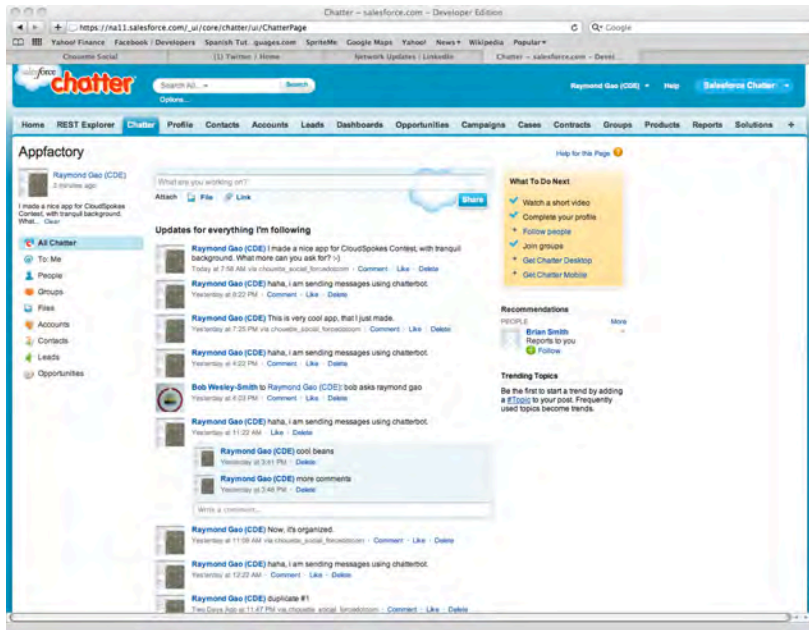 Chatter – salesforce.com – Developer Edition
https://na11.salesforce.com/_ui/core/chatter/ui/ChatterPage
Google
Yahoo! Finance Facebook / Developers Spanish Tut...guages.com SpriteMe Google Maps Yahoo! News Wikipedia Popular
Chouette Social
(1) Twitter / Home
Network Updates | LinkedIn
Chatter – salesforce.com – Devel...
salesforce
chatter
Search All...
Search
Options...
Raymond Gao (CDE)
Help
Salesforce Chatter
Home REST Explorer Chatter Profile Contacts Accounts Leads Dashboards Opportunities Campaigns Cases Contracts Groups Products Reports Solutions +
Appfactory
Help for this Page
Raymond Gao (CDE)
2 minutes ago
I made a nice app for CloudSpokes
Contest, with tranquil background.
What... Clear
All Chatter
To: Me
People
Groups
Files
Accounts
Contacts
Leads
Opportunities
What are you working on?
Attach File Link
Share
Updates for everything I'm following
Raymond Gao (CDE) I made a nice app for CloudSpokes Contest, with tranquil
background. What more can you ask for? :-)
Today at 7:58 AM via chouette_social_forcedotcom · Comment · Like · Delete
Raymond Gao (CDE) haha, i am sending messages using chatterbot.
Yesterday at 8:22 PM · Comment · Like · Delete
Raymond Gao (CDE) This is very cool app, that I just made.
Yesterday at 7:25 PM via chouette_social_forcedotcom · Comment · Like · Delete
Raymond Gao (CDE) haha, i am sending messages using chatterbot.
Yesterday at 4:22 PM · Comment · Like · Delete
Bob Wesley-Smith to Raymond Gao (CDE): bob asks raymond gao
Yesterday at 4:03 PM · Comment · Like · Delete
Raymond Gao (CDE) haha, i am sending messages using chatterbot.
Yesterday at 11:22 AM · Like · Delete
Raymond Gao (CDE) cool beans
Yesterday at 3:41 PM · Delete
Raymond Gao (CDE) more comments
Yesterday at 3:46 PM · Delete
Write a comment...
Raymond Gao (CDE) Now, it's organized.
Yesterday at 11:08 AM via chouette_social_forcedotcom · Comment · Like · Delete
Raymond Gao (CDE) haha, i am sending messages using chatterbot.
Yesterday at 12:22 AM · Comment · Like · Delete
Raymond Gao (CDE) duplicate #1
Two Days Ago at 11:47 PM via chouette_social_forcedotcom · Comment · Like · Delete
What To Do Next
Watch a short video
Complete your profile
Follow people
Join groups
Get Chatter Desktop
Get Chatter Mobile
Recommendations
PEOPLE
More
Brian Smith
Reports to you
Follow
Trending Topics
Be the first to start a trend by adding
a #Topic to your post. Frequently
used topics become trends.